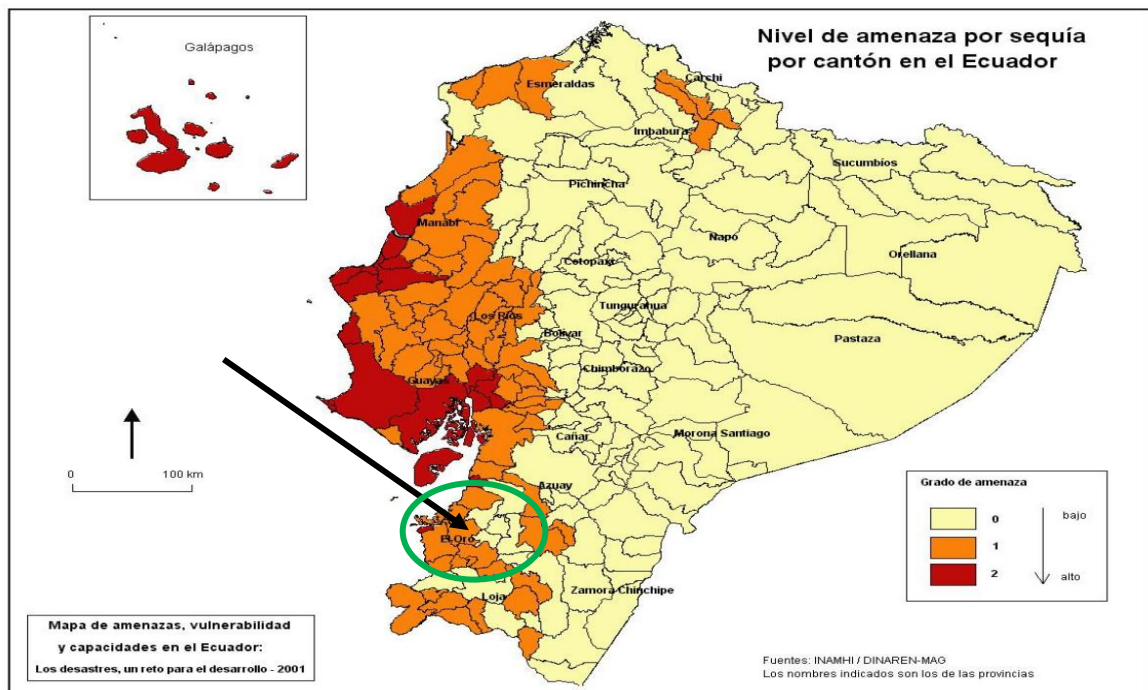 Galápagos
Nivel de amenaza por sequía
por cantón en el Ecuador
Esmeraldas
Carchi
Imbabura
Sucumbíos
Pichincha
Manabí
Napo
Orellana
Cotopaxi
Los Ríos
Tungurahua
Bolívar
Pastaza
Chimborazo
Guayas
Cañar
Morona Santiago
0 100 km
Azuay
Grado de amenaza
0 bajo
1
2 alto
El Oro
Loja
Zamora Chinchipe
Mapa de amenazas, vulnerabilidad
y capacidades en el Ecuador:
Los desastres, un reto para el desarrollo - 2001
Fuentes: INAMHI / DINAREN-MAG
Los nombres indicados son los de las provincias